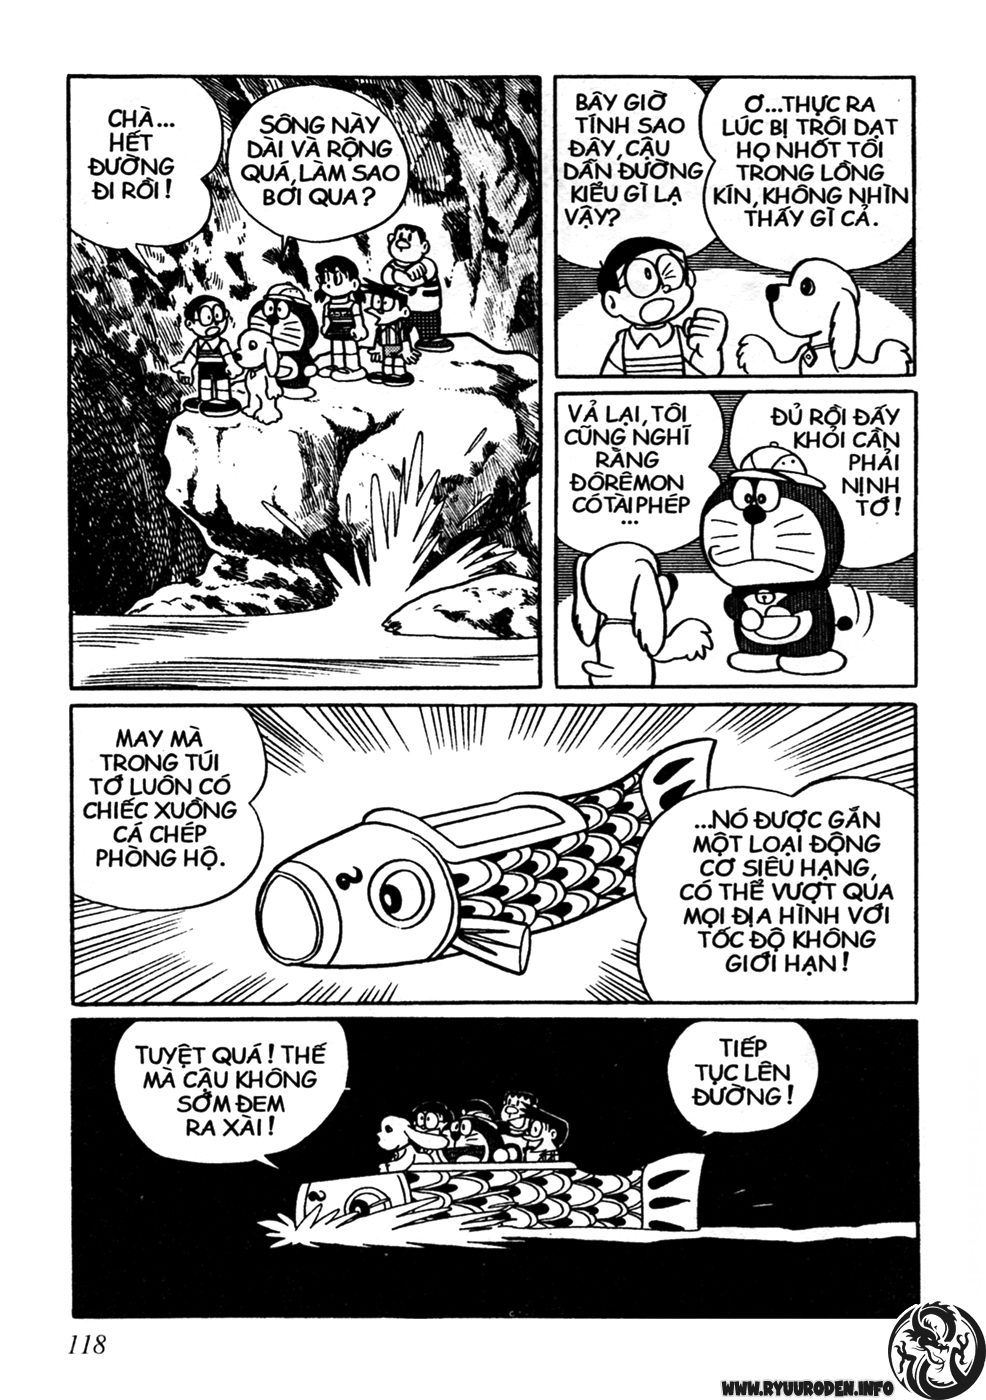 CHÀ...
HẾT
ĐƯỜNG
ĐI RỒI!
SÔNG NÀY
DÀI VÀ RỘNG
QUÁ, LÀM SAO
BƠI QUA?
BÂY GIỜ
TÍNH SAO
ĐÂY, CẬU
DẪN ĐƯỜNG
KIỂU GÌ LẠ
VẬY?
Ơ...THỰC RA
LÚC BỊ TRÔI DẠT
HỌ NHỐT TÔI
TRONG LỒNG
KÍN, KHÔNG NHÌN
THẤY GÌ CẢ.
VẢ LẠI, TÔI
CŨNG NGHĨ
RẰNG
ĐÔRÊMON
CÓ TÀI PHÉP
...
ĐỦ RỒI ĐẤY
KHỎI CẦN
PHẢI
NỊNH
TỚ!
MAY MÀ
TRONG TÚI
TỚ LUÔN CÓ
CHIẾC XUỒNG
CÁ CHÉP
PHÒNG HỘ.
...NÓ ĐƯỢC GẮN
MỘT LOẠI ĐỘNG
CƠ SIÊU HẠNG,
CÓ THỂ VƯỢT QUA
MỌI ĐỊA HÌNH VỚI
TỐC ĐỘ KHÔNG
GIỚI HẠN!
TUYỆT QUÁ! THẾ
MÀ CẬU KHÔNG
SỚM ĐEM
RA XÀI!
TIẾP
TỤC LÊN
ĐƯỜNG!
118
WWW.RYUURODEN.INFO